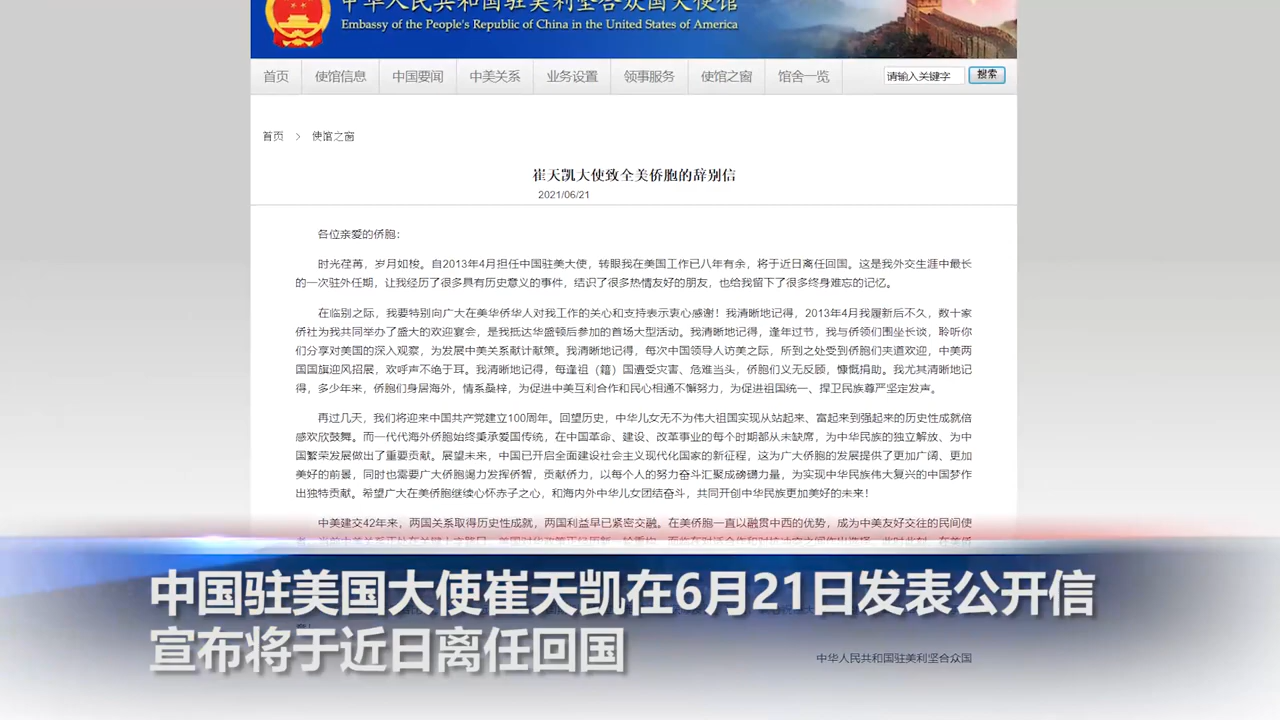 中华人民共和国驻美利坚合众国大使馆
Embassy of the People's Republic of China in the United States of America
首页 使馆信息 中国要闻 中美关系 业务设置 领事服务 使馆之窗 馆舍一览 请输入关键字 搜索
首页 > 使馆之窗
崔天凯大使致全美侨胞的辞别信
2021/06/21
各位亲爱的侨胞：
时光荏苒，岁月如梭。自2013年4月担任中国驻美大使，转眼我在美国工作已八年有余，将于近日离任回国。这是我外交生涯中最长
的一次驻外任期，让我经历了很多具有历史意义的事件，结识了很多热情友好的朋友，也给我留下了很多终身难忘的记忆。
在临别之际，我要特别向广大在美华侨华人对我工作的关心和支持表示衷心感谢！我清晰地记得，2013年4月我履新后不久，数十家
侨社为我共同举办了盛大的欢迎宴会，是我抵达华盛顿后参加的首场大型活动。我清晰地记得，逢年过节，我与侨领们围坐长谈，聆听你
们分享对美国的深入观察，为发展中美关系献计献策。我清晰地记得，每次中国领导人访美之际，所到之处受到侨胞们夹道欢迎，中美两
国国旗迎风招展，欢呼声不绝于耳。我清晰地记得，每逢祖（籍）国遭受灾害、危难当头，侨胞们义无反顾，慷慨捐助。我尤其清晰地记
得，多少年来，侨胞们身居海外，情系桑梓，为促进中美互利合作和民心相通不懈努力，为促进祖国统一、捍卫民族尊严坚定发声。
再过几天，我们将迎来中国共产党建立100周年。回望历史，中华儿女无不为伟大祖国实现从站起来、富起来到强起来的历史性成就倍
感欢欣鼓舞。而一代代海外侨胞始终秉承爱国传统，在中国革命、建设、改革事业的每个时期都从未缺席，为中华民族的独立解放、为中
国繁荣发展做出了重要贡献。展望未来，中国已开启全面建设社会主义现代化国家的新征程，这为广大侨胞的发展提供了更加广阔、更加
美好的前景，同时也需要广大侨胞竭力发挥侨智，贡献侨力，以每个人的努力奋斗汇聚成磅礴力量，为实现中华民族伟大复兴的中国梦作
出独特贡献。希望广大在美侨胞继续心怀赤子之心，和海内外中华儿女团结奋斗，共同开创中华民族更加美好的未来！
中美建交42年来，两国关系取得历史性成就，两国利益早已紧密交融。在美侨胞一直以融贯中西的优势，成为中美友好交往的民间使
中国驻美国大使崔天凯在6月21日发表公开信
宣布将于近日离任回国
中华人民共和国驻美利坚合众国